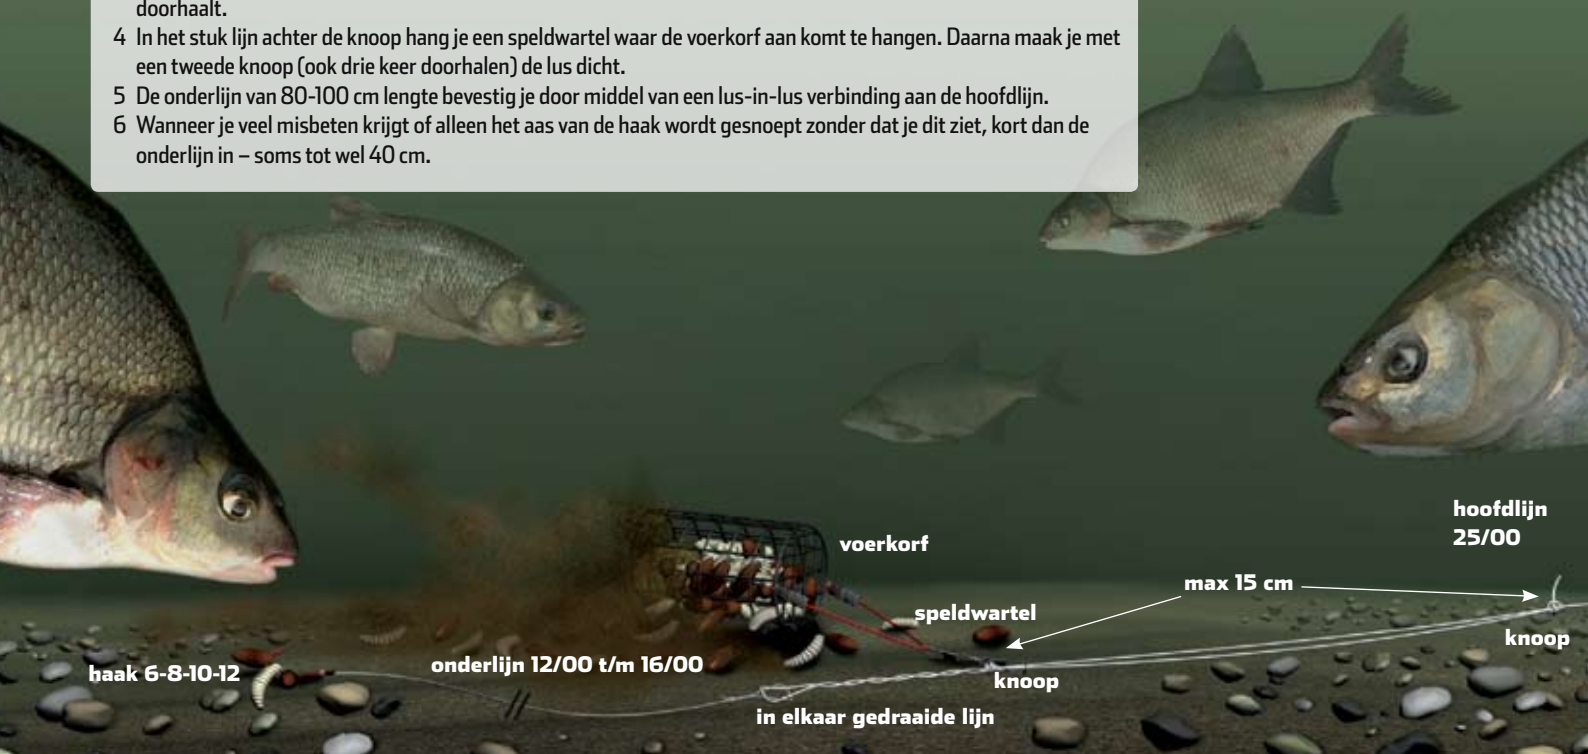 doorhaalt.
4 In het stuk lijn achter de knoop hang je een speldwartel waar de voerkorf aan komt te hangen. Daarna maak je met
een tweede knoop (ook drie keer doorhalen) de lus dicht.
5 De onderlijn van 80-100 cm lengte bevestig je door middel van een lus-in-lus verbinding aan de hoofdlijn.
6 Wanneer je veel misbeten krijgt of alleen het aas van de haak wordt gesnoept zonder dat je dit ziet, kort dan de
onderlijn in – soms tot wel 40 cm.
hoofdlijn
25/00
voerkorf
max 15 cm
speldwartel
knoop
onderlijn 12/00 t/m 16/00
haak 6-8-10-12
knoop
in elkaar gedraaide lijn